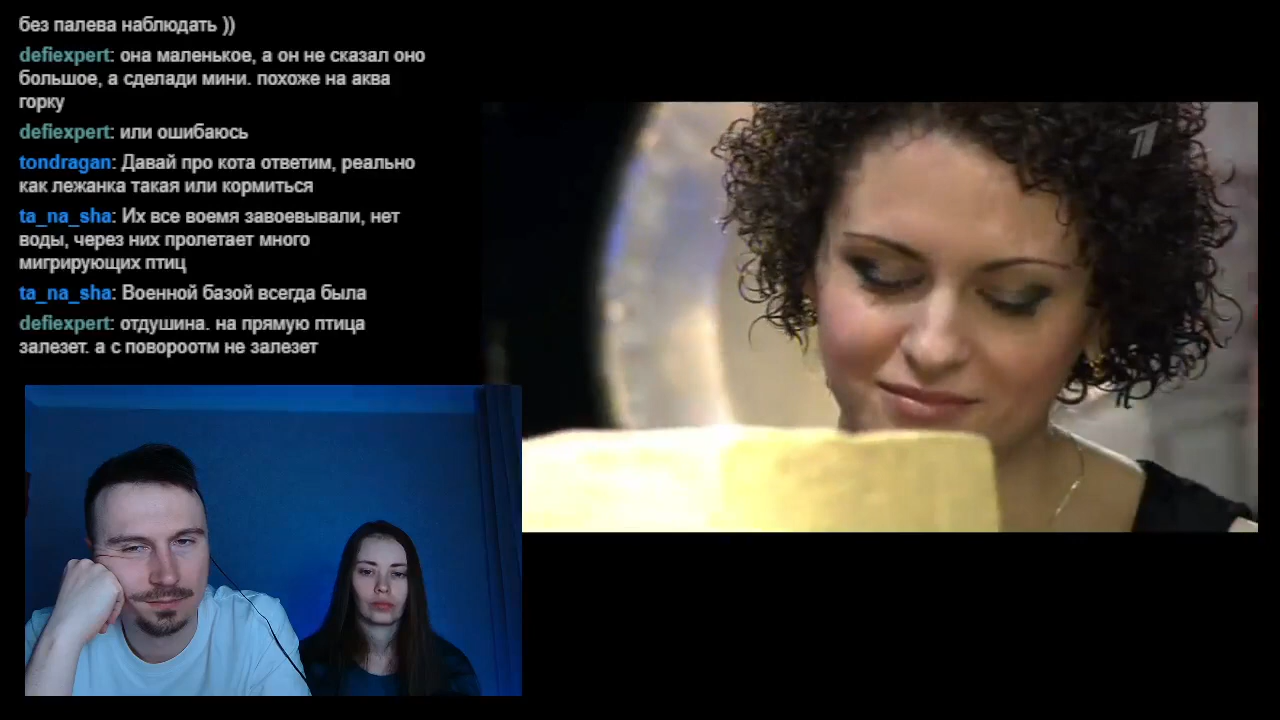 без палева наблюдать ))
defiexpert: она маленькое, а он не сказал оно
большое, а сделади мини. похоже на аква
горку
defiexpert: или ошибаюсь
tondragan: Давай про кота ответим, реально
как лежанка такая или кормиться
ta_na_sha: Их все воемя завоевывали, нет
воды, через них пролетает много
мигрирующих птиц
ta_na_sha: Военной базой всегда была
defiexpert: отдушина. на прямую птица
залезет. а с повороотм не залезет
1